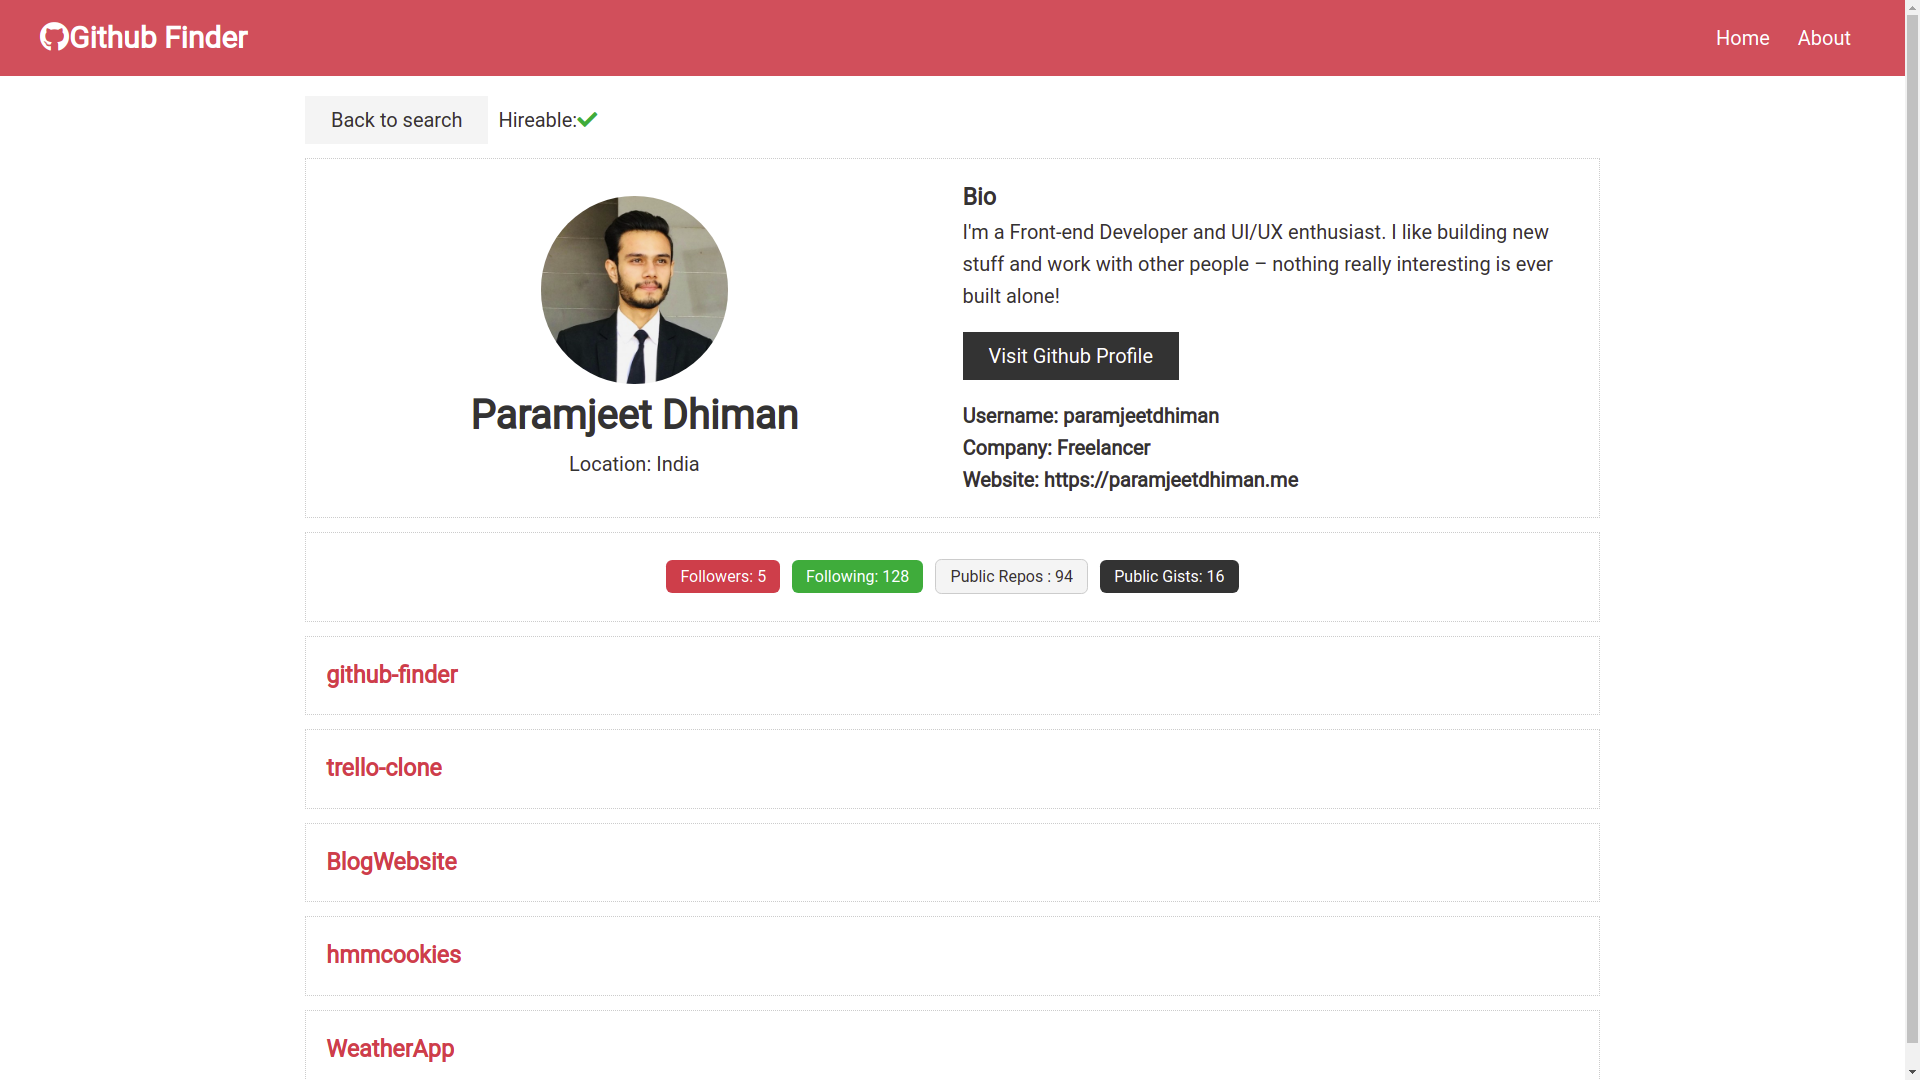 Github Finder
Home
About
Back to search
Hireable:
Bio
I'm a Front-end Developer and UI/UX enthusiast. I like building new
stuff and work with other people – nothing really interesting is ever
built alone!
Visit Github Profile
Paramjeet Dhiman
Location: India
Username: paramjeetdhiman
Company: Freelancer
Website: https://paramjeetdhiman.me
Followers: 5
Following: 128
Public Repos : 94
Public Gists: 16
github-finder
trello-clone
BlogWebsite
hmmcookies
WeatherApp